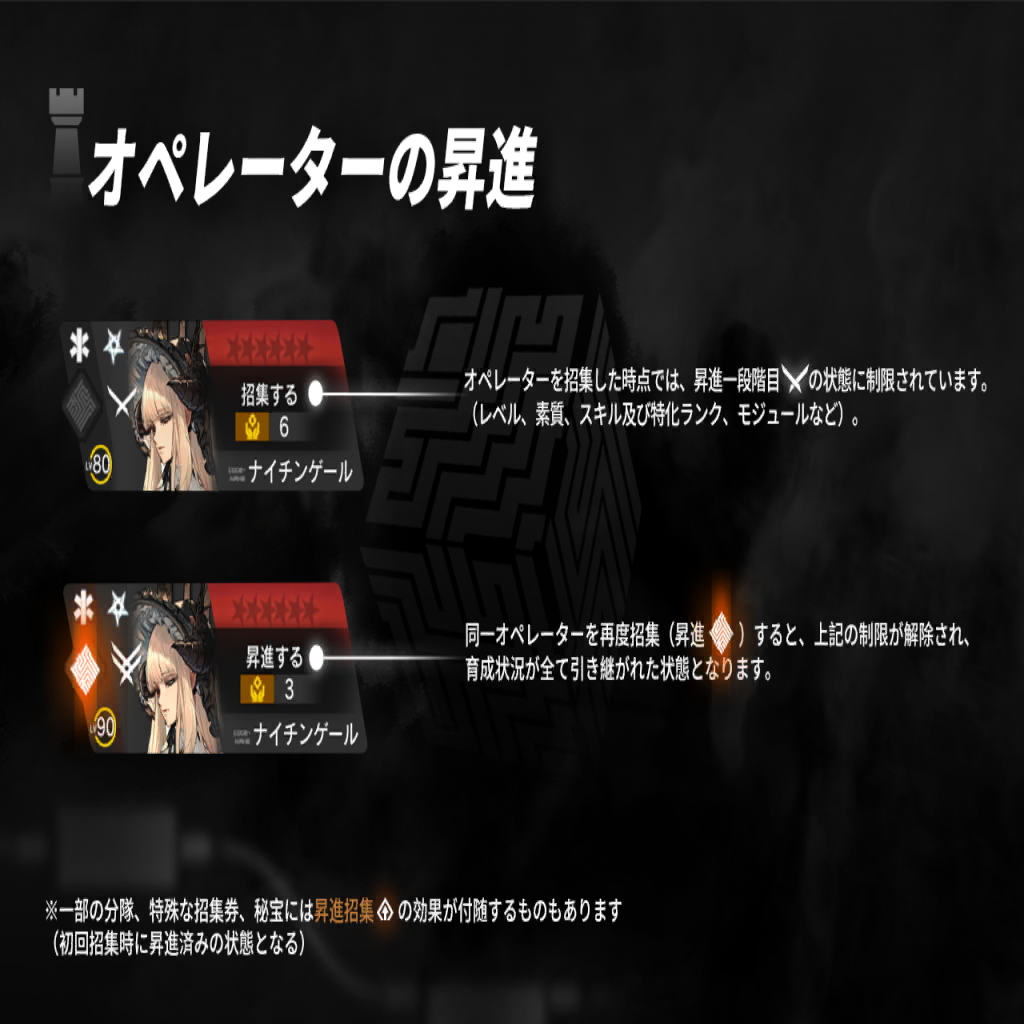 オペレーターの昇進
招集する
6
LV80
ナイチンゲール
オペレーターを招集した時点では、昇進一段階目の状態に制限されています。
（レベル、素質、スキル及び特化ランク、モジュールなど）。
昇進する
3
LV90
ナイチンゲール
同一オペレーターを再度招集（昇進）すると、上記の制限が解除され、
育成状況が全て引き継がれた状態となります。
※一部の分隊、特殊な招集券、秘宝には昇進招集の効果が付随するものもあります
（初回招集時に昇進済みの状態となる）